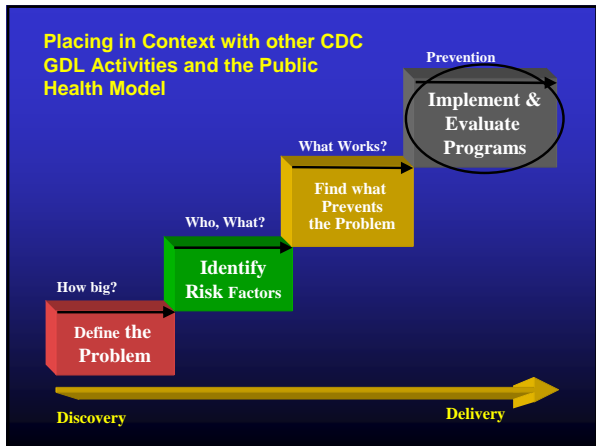 Placing in Context with other CDC
GDL Activities and the Public
Health Model
Prevention
Implement &
Evaluate
Programs
What Works?
Find what
Prevents
the Problem
Who, What?
Identify
Risk Factors
How big?
Define the
Problem
Discovery
Delivery